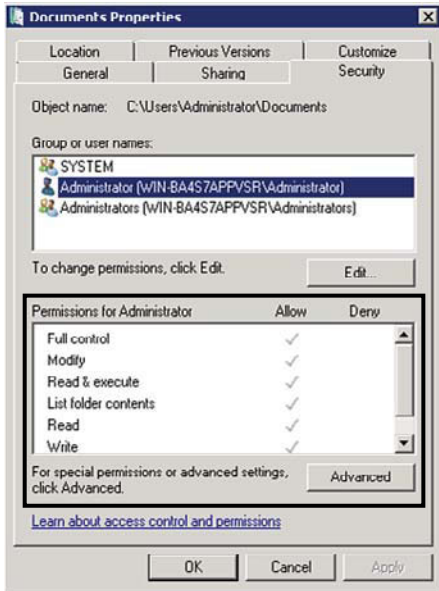 Documents Properties
Location Previous Versions Customize
General Sharing Security
Object name: C:\Users\Administrator\Documents
Group or user names:
SYSTEM
Administrator (WIN-BA4S7APPVSR\Administrator)
Administrators (WIN-BA4S7APPVSR\Administrators)
To change permissions, click Edit.
Edit...
Permissions for Administrator Allow Deny
Full control
Modify
Read & execute
List folder contents
Read
Write
For special permissions or advanced settings,
click Advanced.
Advanced
Learn about access control and permissions
OK Cancel Apply